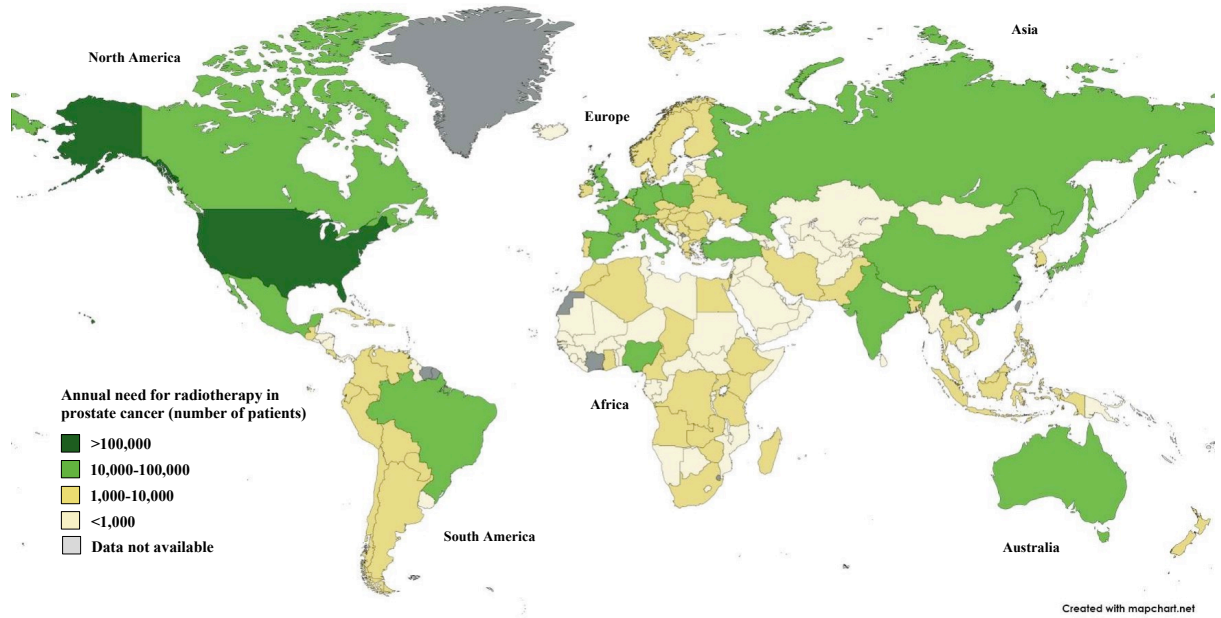 North America
Asia
Europe
Africa
South America
Australia
Annual need for radiotherapy in
prostate cancer (number of patients)
>100,000
10,000-100,000
1,000-10,000
<1,000
Data not available
Created with mapchart.net